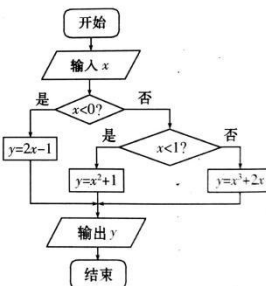 开始
输入 x
是
x<0?
否
y=2x-1
是
x<1?
否
y=x²+1
y=x³+2x
输出 y
结束